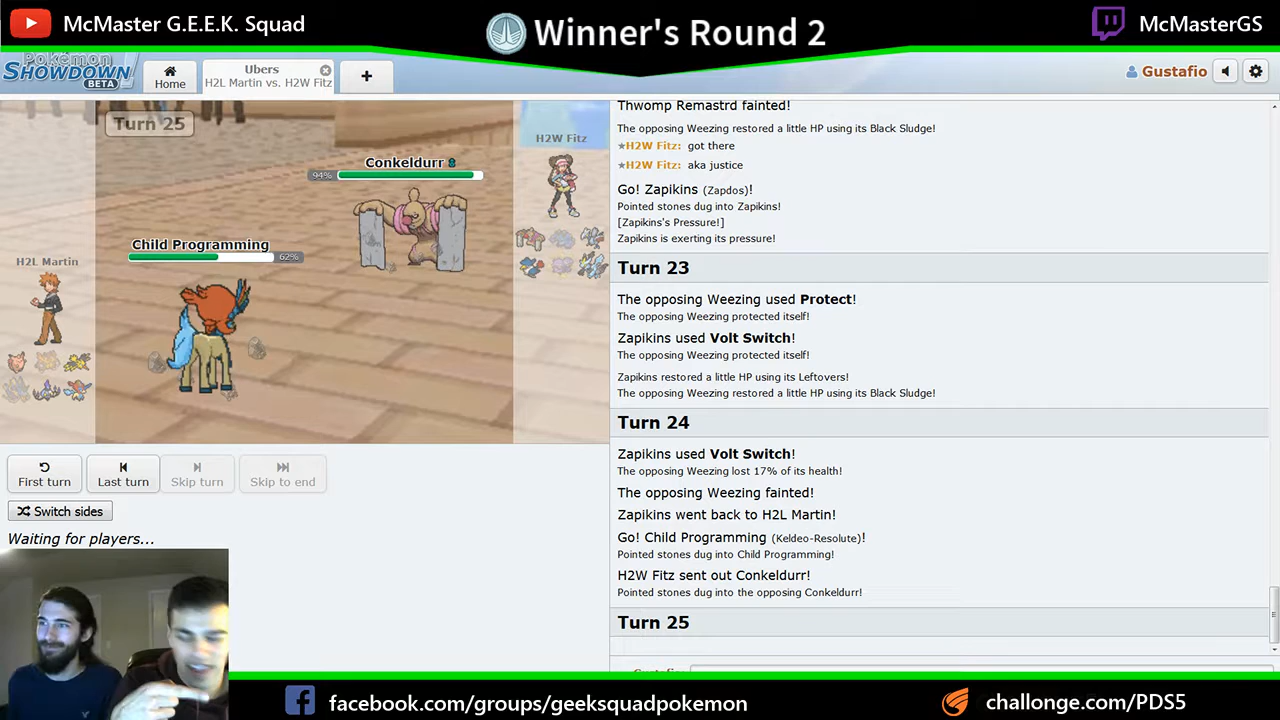 McMaster G.E.E.K. Squad
Winner's Round 2
McMasterGS
Pokémon
SHOWDOWN
BETA
Home
Ubers
H2L Martin vs. H2W Fitz
+
Gustafio
Turn 25
H2W Fitz
Conkeldurr
94%
Child Programming
62%
H2L Martin
First turn
Last turn
Skip turn
Skip to end
Switch sides
Waiting for players...
Thwomp Remastrd fainted!
The opposing Weezing restored a little HP using its Black Sludge!
★H2W Fitz: got there
★H2W Fitz: aka justice
Go! Zapikins (Zapdos)!
Pointed stones dug into Zapikins!
[Zapikins's Pressure!]
Zapikins is exerting its pressure!
Turn 23
The opposing Weezing used Protect!
The opposing Weezing protected itself!
Zapikins used Volt Switch!
The opposing Weezing protected itself!
Zapikins restored a little HP using its Leftovers!
The opposing Weezing restored a little HP using its Black Sludge!
Turn 24
Zapikins used Volt Switch!
The opposing Weezing lost 17% of its health!
The opposing Weezing fainted!
Zapikins went back to H2L Martin!
Go! Child Programming (Keldeo-Resolute)!
Pointed stones dug into Child Programming!
H2W Fitz sent out Conkeldurr!
Pointed stones dug into the opposing Conkeldurr!
Turn 25
facebook.com/groups/geeksquadpokemon
challonge.com/PDS5